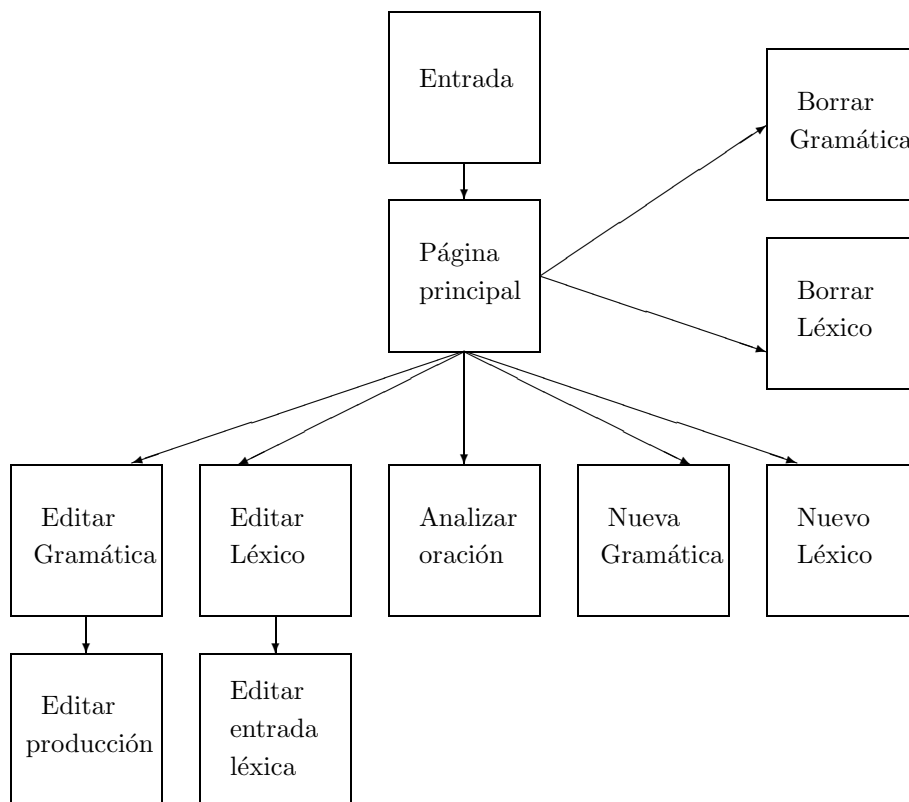 Entrada
Borrar
Gramática
Página
principal
Borrar
Léxico
Editar
Gramática
Editar
Léxico
Analizar
oración
Nueva
Gramática
Nuevo
Léxico
Editar
producción
Editar
entrada
léxica